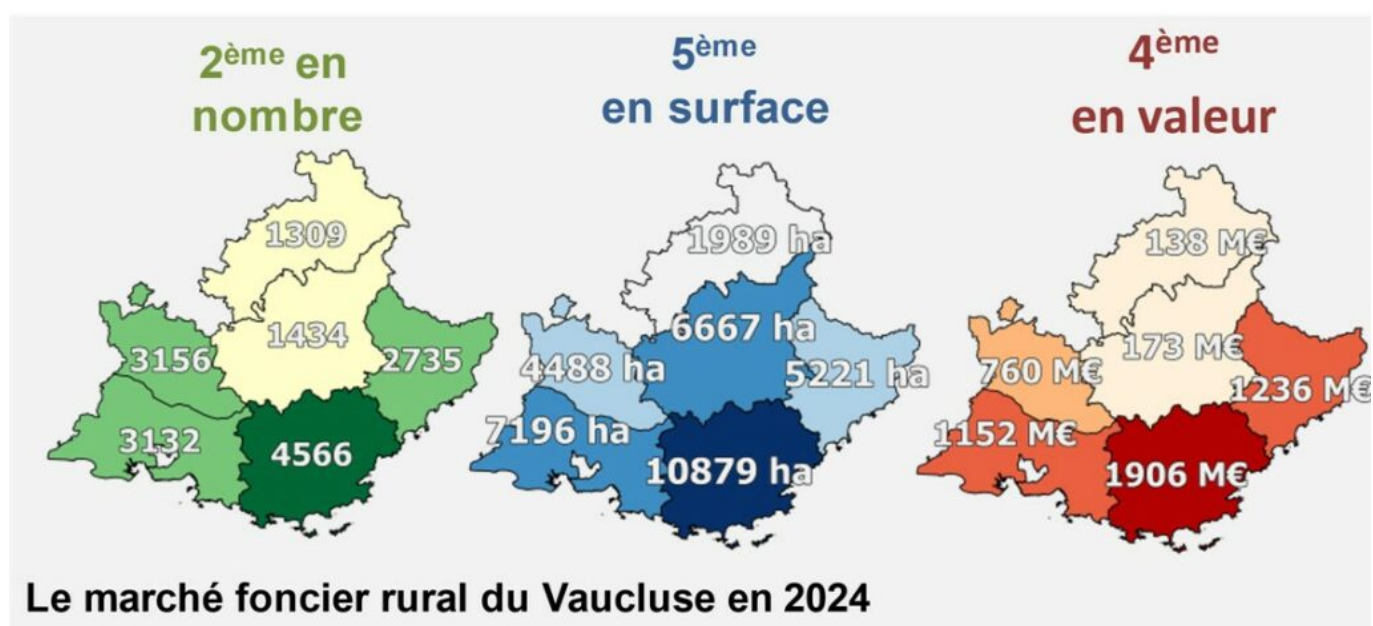 2ème en
nombre
1309
1434
3156
2735
3132
4566
5ème
en surface
1989 ha
6667 ha
4488 ha
5221 ha
7196 ha
10879 ha
4ème
en valeur
138 M€
173 M€
760 M€
1236 M€
1152 M€
1906 M€
Le marché foncier rural du Vaucluse en 2024